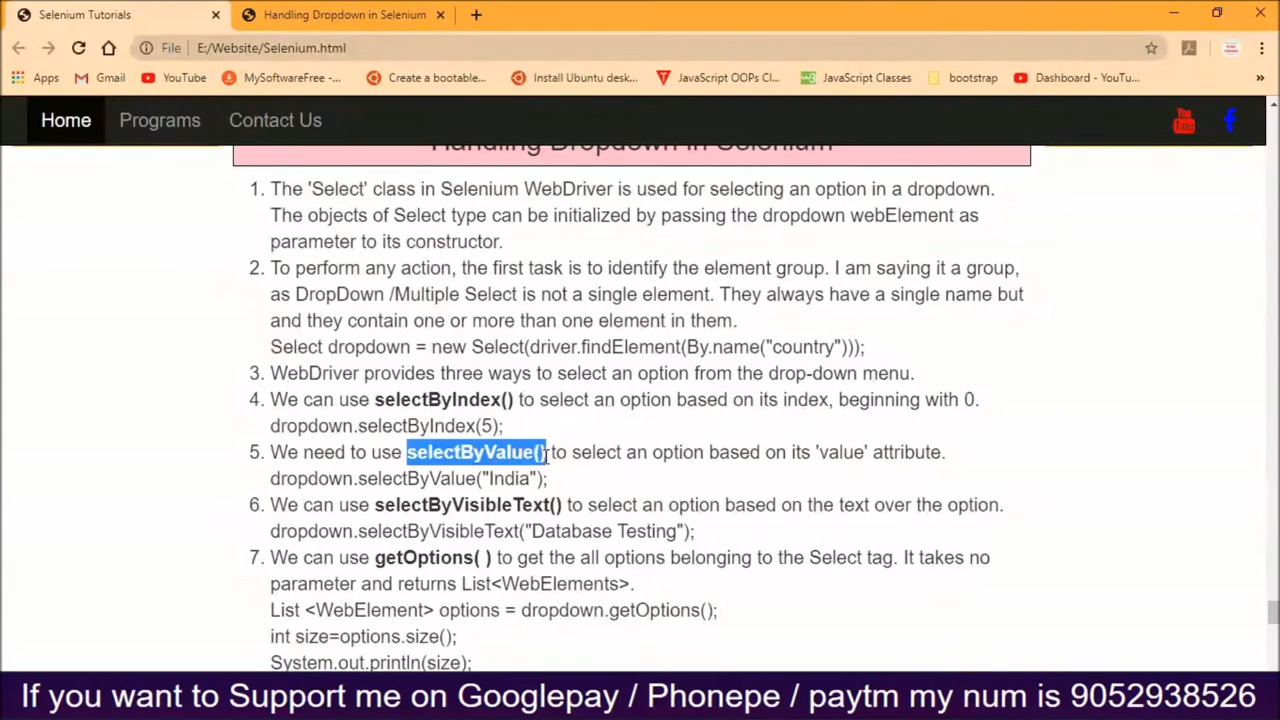 Selenium Tutorials
Handling Dropdown in Selenium
File E:/Website/Selenium.html
Apps Gmail YouTube MySoftwareFree -... Create a bootable... Install Ubuntu desk... JavaScript OOPs Cl... JavaScript Classes bootstrap Dashboard - YouTu...
Home Programs Contact Us You Tube f
Handling Dropdown in Selenium
1. The 'Select' class in Selenium WebDriver is used for selecting an option in a dropdown.
The objects of Select type can be initialized by passing the dropdown webElement as
parameter to its constructor.
2. To perform any action, the first task is to identify the element group. I am saying it a group,
as DropDown /Multiple Select is not a single element. They always have a single name but
and they contain one or more than one element in them.
Select dropdown = new Select(driver.findElement(By.name("country")));
3. WebDriver provides three ways to select an option from the drop-down menu.
4. We can use selectByIndex() to select an option based on its index, beginning with 0.
dropdown.selectByIndex(5);
5. We need to use selectByValue() to select an option based on its 'value' attribute.
dropdown.selectByValue("India");
6. We can use selectByVisibleText() to select an option based on the text over the option.
dropdown.selectByVisibleText("Database Testing");
7. We can use getOptions( ) to get the all options belonging to the Select tag. It takes no
parameter and returns List<WebElements>.
List <WebElement> options = dropdown.getOptions();
int size=options.size();
System.out.println(size);
If you want to Support me on Googlepay / Phonepe / paytm my num is 9052938526